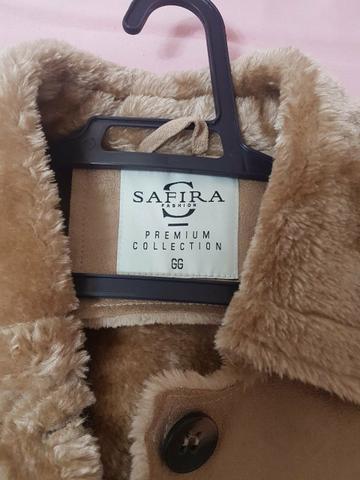 SAFIRA
FASHION
PREMIUM
COLLECTION
GG